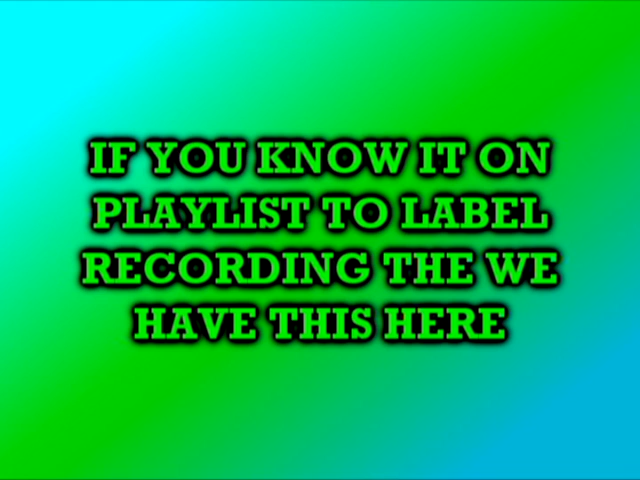 IF YOU KNOW IT ON
PLAYLIST TO LABEL
RECORDING THE WE
HAVE THIS HERE